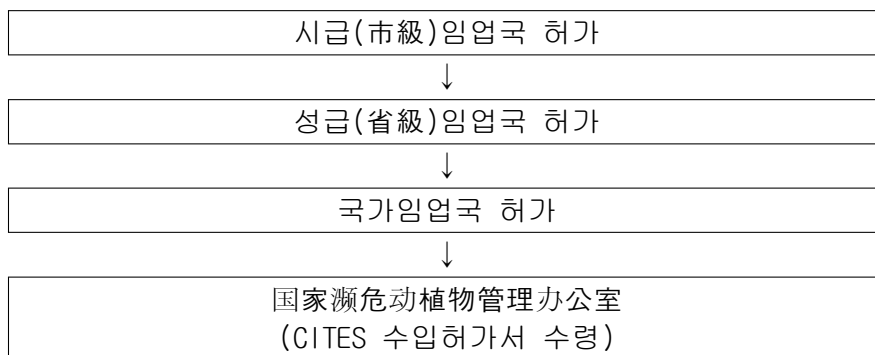 시급(市級)임업국 허가
↓
성급(省級)임업국 허가
↓
국가임업국 허가
↓
国家濒危动植物管理办公室
(CITES 수입허가서 수령)